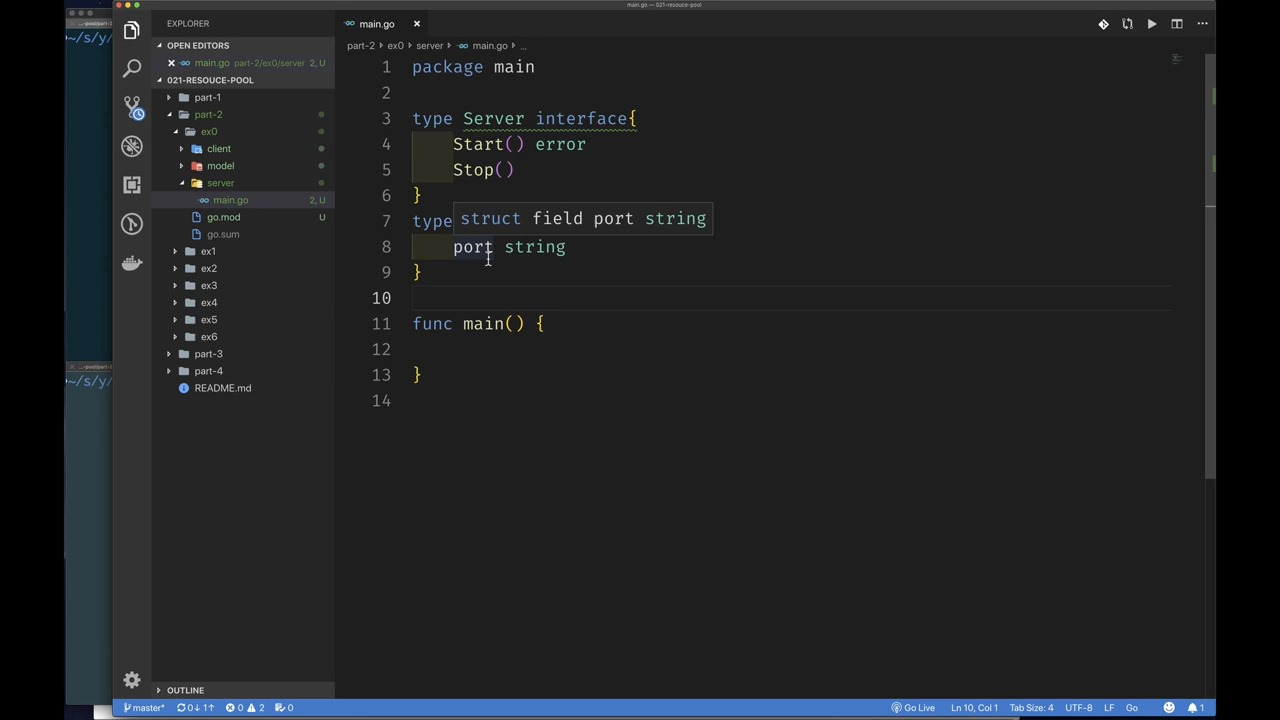 main.go — 021-resouce-pool
EXPLORER
main.go
OPEN EDITORS
main.go part-2/ex0/server 2, U
part-2 ex0 server main.go ...
021-RESOUCE-POOL
part-1
part-2
ex0
client
model
server
main.go 2, U
go.mod U
go.sum
ex1
ex2
ex3
ex4
ex5
ex6
part-3
part-4
README.md
OUTLINE
1 package main
2
3 type Server interface{
4 Start() error
5 Stop()
6 }
7 type
struct field port string
8 port string
9 }
10
11 func main() {
12
13 }
14
~/s/y/
~/s/y/
master* 0↓ 1↑ 0 2 0
Go Live Ln 10, Col 1 Tab Size: 4 UTF-8 LF Go 1